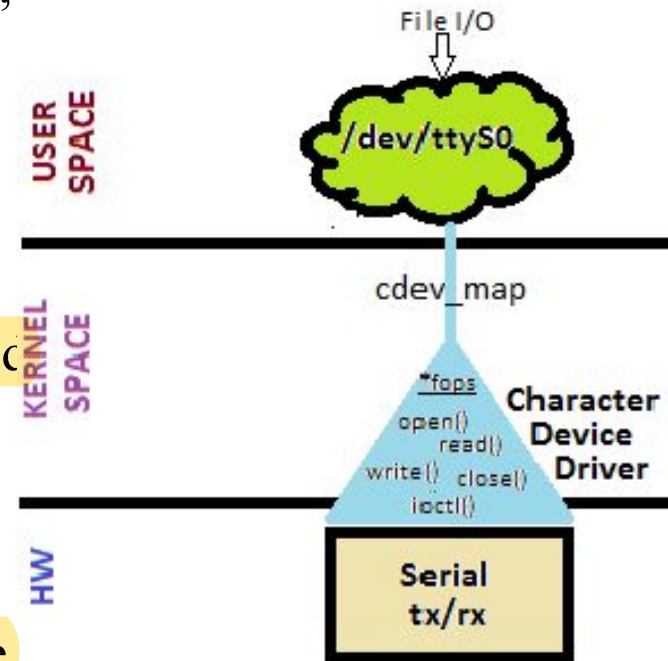 ,
File I/O
USER
SPACE
/dev/ttyS0
cdev_map
KERNEL
SPACE
*fops
open()
read()
write() close()
ioctl()
Character
Device
Driver
HW
Serial
tx/rx